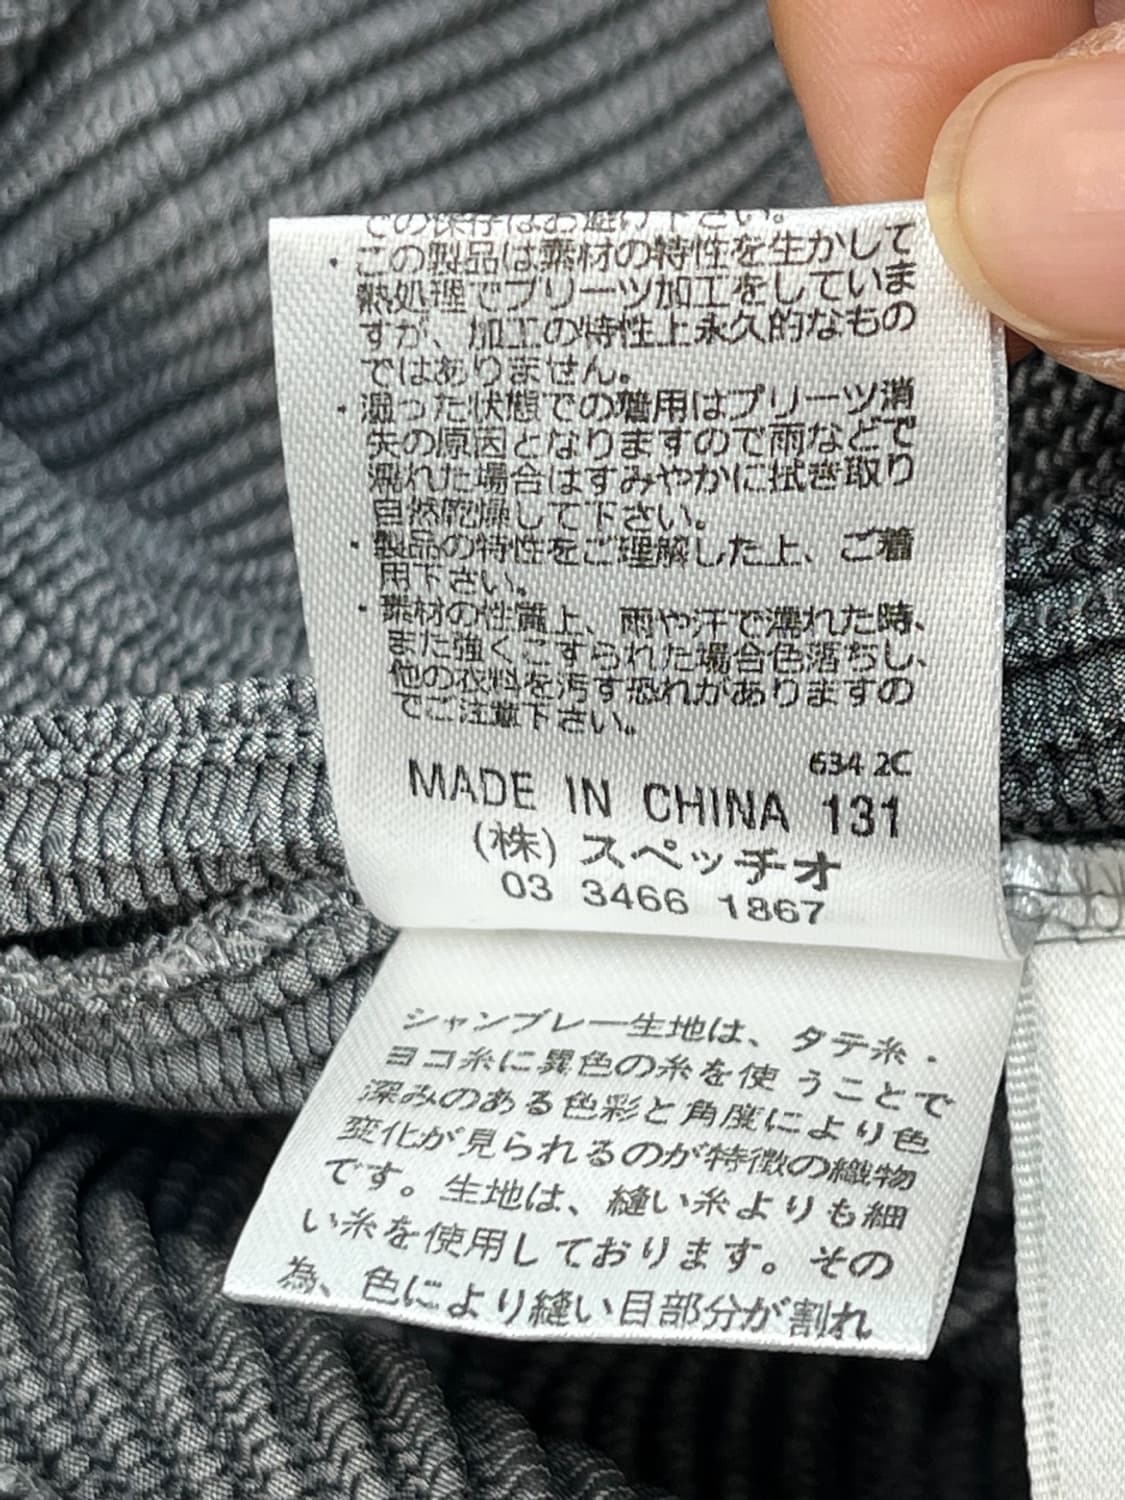 での保存はお避け下さい。
・この製品は素材の特性を生かして
熱処理でプリーツ加工をしていま
すが、加工の特性上永久的なもの
ではありません。
・湿った状態での着用はプリーツ消
失の原因となりますので雨などで
濡れた場合はすみやかに拭き取り
自然乾燥して下さい。
・製品の特性をご理解した上、ご着
用下さい。
・素材の性質上、雨や汗で濡れた時、
また強くこすられた場合色落ちし、
他の衣料を汚す恐れがありますの
でご注意下さい。
634 2C
MADE IN CHINA 131
(株)スペッチオ
03 3466 1867
シャンブレー生地は、タテ糸・
ヨコ糸に異色の糸を使うことで
深みのある色彩と角度により色
変化が見られるのが特徴の織物
です。生地は、縫い糸よりも細
い糸を使用しております。その
為、色により縫い目部分が割れ